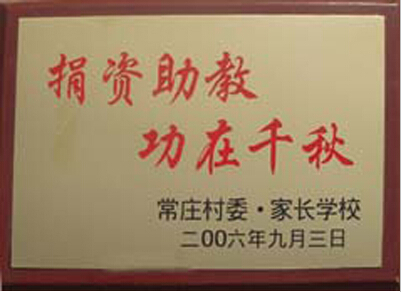 捐资助教
功在千秋
常庄村委·家长学校
二00六年九月三日